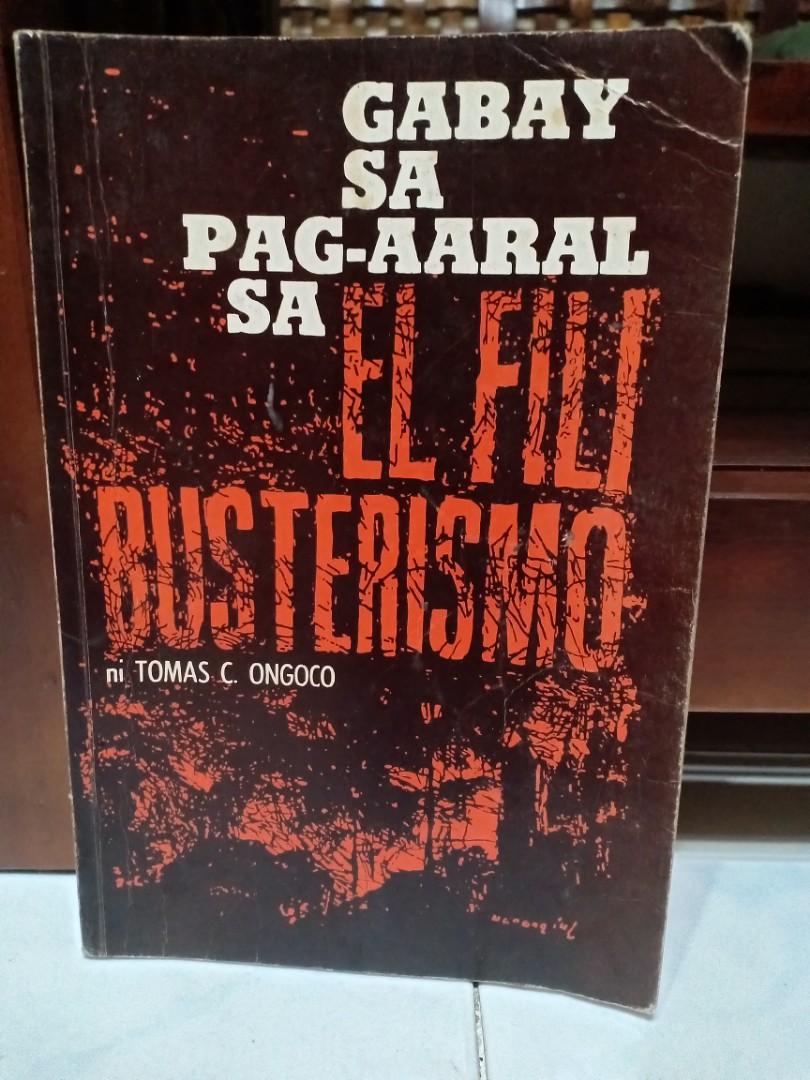 GABAY
SA
PAG-AARAL
SA EL FILI
BUSTERISMO
ni TOMAS C. ONGOCO